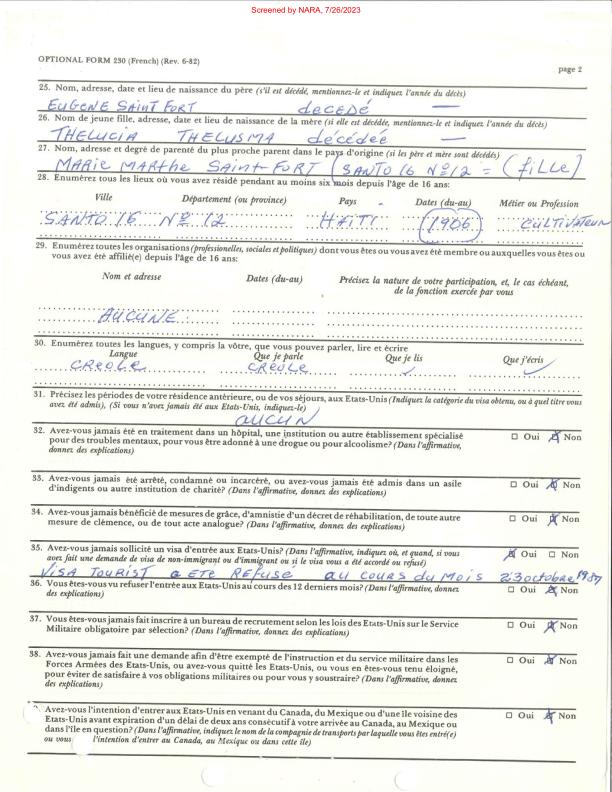 Screened by NARA, 7/26/2023
OPTIONAL FORM 230 (French) (Rev. 6-82)
page 2
25. Nom, adresse, date et lieu de naissance du père (s'il est décédé, mentionnez-le et indiquez l'année du décès)
EUGENE SAINT FORT decedé —
26. Nom de jeune fille, adresse, date et lieu de naissance de la mère (si elle est décédée, mentionnez-le et indiquez l'année du décès)
THELUCIA THELUSMA décédée —
27. Nom, adresse et degré de parenté du plus proche parent dans le pays d'origine (si les père et mère sont décédés)
MARIE MARthe SAINT-FORT (SANTO 16 Nº 12 = (fille)
28. Enumérez tous les lieux où vous avez résidé pendant au moins six mois depuis l'âge de 16 ans:
Ville Département (ou province) Pays Dates (du-au) Métier ou Profession
SANTO 16 Nº 12 HAITI (1906) CULTIVATEUR
29. Enumérez toutes les organisations (professionelles, sociales et politiques) dont vous êtes ou vous avez été membre ou auxquelles vous êtes ou
vous avez été affilié(e) depuis l'âge de 16 ans:
Nom et adresse Dates (du-au) Précisez la nature de votre participation, et, le cas échéant,
de la fonction exercée par vous
AUCUNE
30. Enumérez toutes les langues, y compris la vôtre, que vous pouvez parler, lire et écrire
Langue Que je parle Que je lis Que j'écris
CREOLE CREOLE
31. Précisez les périodes de votre résidence antérieure, ou de vos séjours, aux Etats-Unis (Indiquez la catégorie du visa obtenu, ou à quel titre vous
avez été admis), (Si vous n'avez jamais été aux Etats-Unis, indiquez-le)
AUCUN
32. Avez-vous jamais été en traitement dans un hôpital, une institution ou autre établissement spécialisé
pour des troubles mentaux, pour vous être adonné à une drogue ou pour alcoolisme? (Dans l'affirmative,
donnez des explications)
Oui Non
33. Avez-vous jamais été arrêté, condamné ou incarcéré, ou avez-vous jamais été admis dans un asile
d'indigents ou autre institution de charité? (Dans l'affirmative, donnez des explications)
Oui Non
34. Avez-vous jamais bénéficié de mesures de grâce, d'amnistie d'un décret de réhabilitation, de toute autre
mesure de clémence, ou de tout acte analogue? (Dans l'affirmative, donnez des explications)
Oui Non
35. Avez-vous jamais sollicité un visa d'entrée aux Etats-Unis? (Dans l'affirmative, indiquez où, et quand, si vous
avez fait une demande de visa de non-immigrant ou d'immigrant ou si le visa vous a été accordé ou refusé)
Oui Non
VISA TOURIST a ETE REFUSÉ AU COURS du MOIS 23 octobre 1987
36. Vous êtes-vous vu refuser l'entrée aux Etats-Unis au cours des 12 derniers mois? (Dans l'affirmative, donnez
des explications)
Oui Non
37. Vous êtes-vous jamais fait inscrire à un bureau de recrutement selon les lois des Etats-Unis sur le Service
Militaire obligatoire par sélection? (Dans l'affirmative, donnez des explications)
Oui Non
38. Avez-vous jamais fait une demande afin d'être exempté de l'instruction et du service militaire dans les
Forces Armées des Etats-Unis, ou avez-vous quitté les Etats-Unis, ou vous en êtes-vous tenu éloigné,
pour éviter de satisfaire à vos obligations militaires ou pour vous y soustraire? (Dans l'affirmative, donnez
des explications)
Oui Non
Avez-vous l'intention d'entrer aux Etats-Unis en venant du Canada, du Mexique ou d'une île voisine des
Etats-Unis avant expiration d'un délai de deux ans consécutif à votre arrivée au Canada, au Mexique ou
dans l'île en question? (Dans l'affirmative, indiquez le nom de la compagnie de transports par laquelle vous êtes entré(e)
ou vous l'intention d'entrer au Canada, au Mexique ou dans cette île)
Oui Non